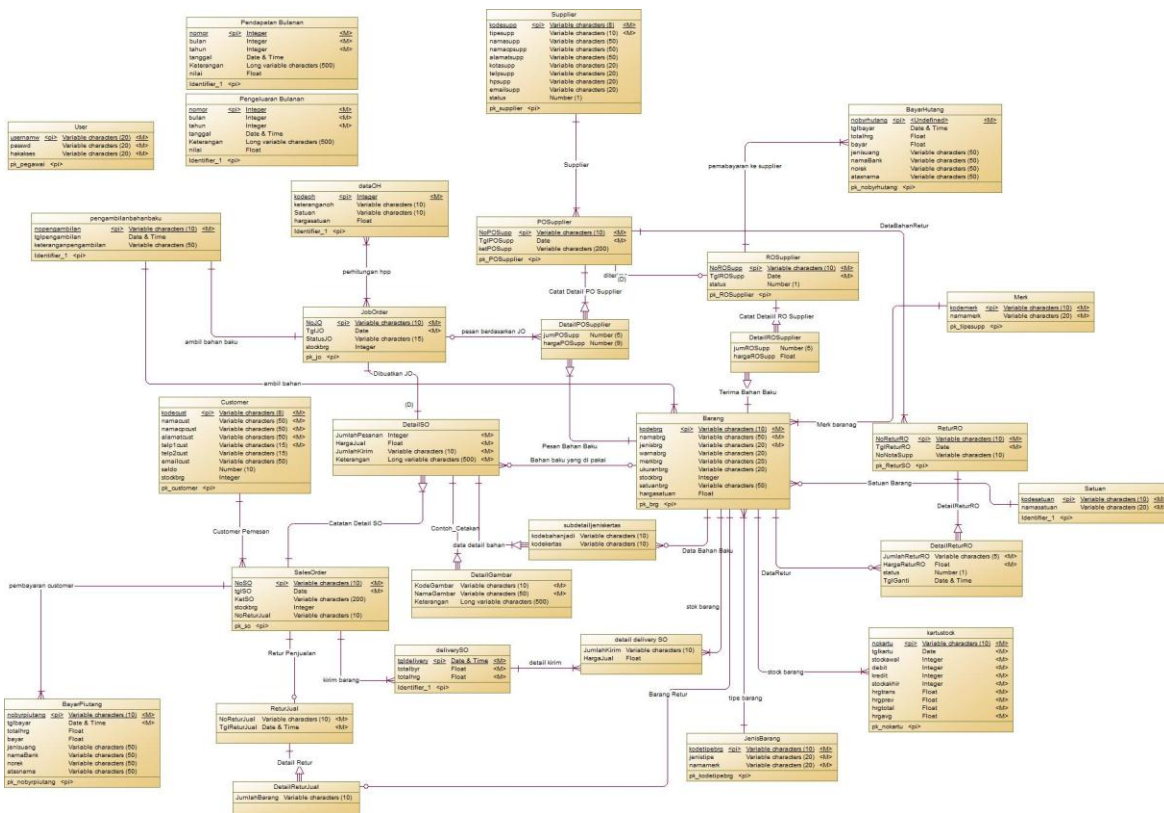 Pendapatan Bulanan
nomor <pi> Integer <M>
bulan Integer <M>
tahun Integer <M>
tanggal Date & Time
Keterangan Long variable characters (500)
nilai Float
Identifier_1 <pi>
Pengeluaran Bulanan
nomor <pi> Integer <M>
bulan Integer <M>
tahun Integer <M>
tanggal Date & Time
Keterangan Long variable characters (500)
nilai Float
Identifier_1 <pi>
Supplier
kodesupp <pi> Variable characters (8) <M>
tipesupp Variable characters (10) <M>
namasupp Variable characters (50)
namacpsupp Variable characters (50)
alamatsupp Variable characters (50)
kotasupp Variable characters (20)
telpsupp Variable characters (20)
hpsupp Variable characters (20)
emailsupp Variable characters (20)
status Number (1)
pk_supplier <pi>
User
<pi> Variable characters (20) <M>
passwd Variable characters (20) <M>
hakakses Variable characters (20) <M>
pk_pegawai <pi>
BayarHutang
nobyrhutang <pi> <Undefined> <M>
tglbayar Date & Time
totalhrg Float
bayar Float
jenisuang Variable characters (50)
namaBank Variable characters (50)
norek Variable characters (50)
atasnama Variable characters (50)
pk_nobyrhutang <pi>
Supplier
pemabayaran ke supplier
dataOH
kodeoh <pi> Integer <M>
keteranganoh Variable characters (10)
Satuan Variable characters (10)
hargasatuan Float
Identifier_1 <pi>
pengambilanbahanbaku
nopengambilan <pi> Variable characters (10) <M>
tglpengambilan Date & Time
keteranganpengambilan Variable characters (50)
Identifier_1 <pi>
POSupplier
NoPOSupp <pi> Variable characters (10) <M>
TglPOSupp Date <M>
ketPOSupp Variable characters (200)
pk_POSupplier <pi>
DataBahanRetur
ROSupplier
NoROSupp <pi> Variable characters (10) <M>
TglROSupp Date <M>
status Number (1)
pk_ROSupplier <pi>
perhitungan hpp
(D)
Catat Detail PO Supplier
Catat Detaill RO Supplier
Merk
kodemerk <pi> Variable characters (10) <M>
namamerk Variable characters (20) <M>
pk_tipesupp <pi>
JobOrder
NoJO <pi> Variable characters (10) <M>
TglJO Date <M>
StatusJO Variable characters (15)
stockbrg Integer
pk_jo <pi>
ambil bahan baku
pesan berdasarkan JO
DetailPOSupplier
jumPOSupp Number (5)
hargaPOSupp Number (9)
DetailROSupplier
jumROSupp Number (5)
hargaROSupp Float
Dibuatkan JO
(D)
ambil bahan
Terima Bahan Baku
Merk baranag
Customer
kodecust <pi> Variable characters (8) <M>
namacust Variable characters (50) <M>
namacpcust Variable characters (50) <M>
alamatcust Variable characters (50) <M>
telp1cust Variable characters (15) <M>
telp2cust Variable characters (15)
emailcust Variable characters (50)
saldo Number (10)
stockbrg Integer
pk_customer <pi>
DetailSO
JumlahPesanan Integer <M>
HargaJual Float <M>
JumlahKirim Variable characters (10) <M>
Keterangan Long variable characters (500) <M>
Pesan Bahan Baku
Bahan baku yang di pakai
Barang
kodebrg <pi> Variable characters (10) <M>
namabrg Variable characters (50) <M>
jenisbrg Variable characters (20) <M>
warnabrg Variable characters (20)
merkbrg Variable characters (20)
ukuranbrg Variable characters (20)
stockbrg Integer
satuanbrg Variable characters (50)
hargasatuan Float
pk_brg <pi>
ReturRO
NoReturRO <pi> Variable characters (10) <M>
TglReturRO Date <M>
NoNotaSupp Variable characters (10)
pk_ReturSO <pi>
Satuan Barang
Satuan
kodesatuan <pi> Variable characters (10) <M>
namasatuan Variable characters (20) <M>
Identifier_1 <pi>
DetailReturRO
Customer Pemesan
Catatan Detail SO
Contoh_Cetakan
data detail bahan
subdetailjeniskertas
kodebahanjadi Variable characters (10)
kodekertas Variable characters (10)
Data Bahan Baku
DataRetur
DetailReturRO
JumlahReturRO Variable characters (5) <M>
HargaReturRO Float <M>
status Number (1)
TglGanti Date & Time
pembayaran customer
SalesOrder
NoSO <pi> Variable characters (10) <M>
tglSO Date <M>
KetSO Variable characters (200)
stockbrg Integer
NoReturJual Variable characters (10)
pk_so <pi>
DetailGambar
KodeGambar Variable characters (10) <M>
NamaGambar Variable characters (50) <M>
Keterangan Long variable characters (500)
stok barang
Retur Penjualan
kirim barang
deliverySO
tgldelivery <pi> Date & Time <M>
totalbyr Float <M>
totalhrg Float <M>
Identifier_1 <pi>
detail kirim
detail delivery SO
JumlahKirim Variable characters (10)
HargaJual Float
stock barang
kartustock
nokartu <pi> Variable characters (10) <M>
tglkartu Date
stockawal Integer
debit Integer
kredit Integer
stockakhir Integer
hrgtrans Float
hrgprev Float
hrgtotal Float
hrgavg Float
pk_nokartu <pi>
Barang Retur
tipe barang
BayarPiutang
nobyrpiutang <pi> Variable characters (10) <M>
tglbayar Date & Time <M>
totalhrg Float
bayar Float
jenisuang Variable characters (50)
namaBank Variable characters (50)
norek Variable characters (50)
atasnama Variable characters (50)
pk_nobyrpiutang <pi>
ReturJual
NoReturJual Variable characters (10) <M>
TglReturJual Date & Time <M>
Detail Retur
DetailReturJual
JumlahBarang Variable characters (10)
JenisBarang
kodetipebrg <pi> Variable characters (10) <M>
jenistipe Variable characters (20) <M>
namamerk Variable characters (20) <M>
pk_kodetipebrg <pi>